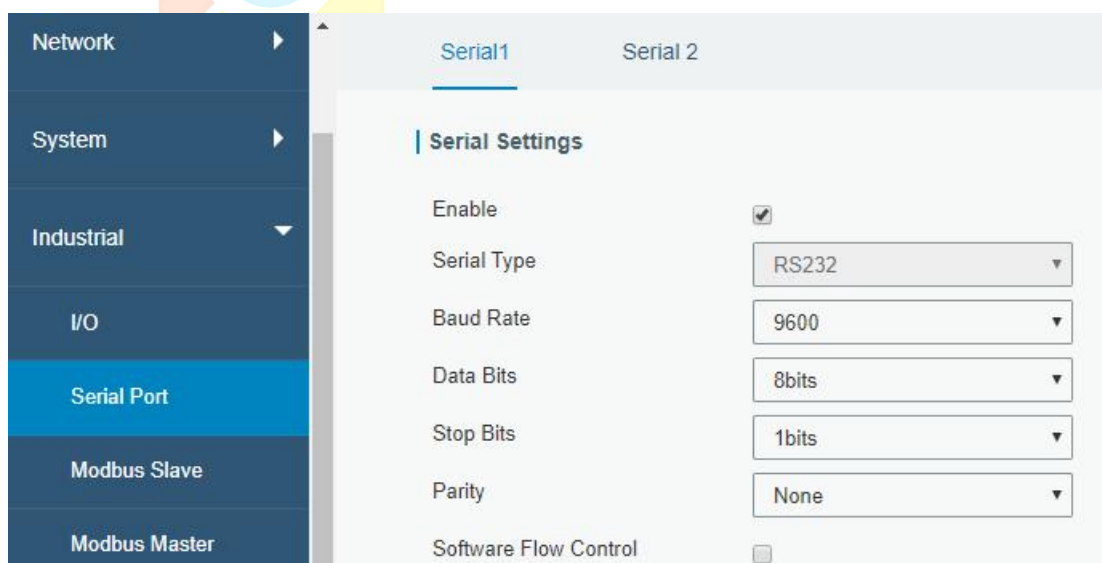 Network
System
Industrial
I/O
Serial Port
Modbus Slave
Modbus Master
Serial1 Serial 2
Serial Settings
Enable
Serial Type RS232
Baud Rate 9600
Data Bits 8bits
Stop Bits 1bits
Parity None
Software Flow Control